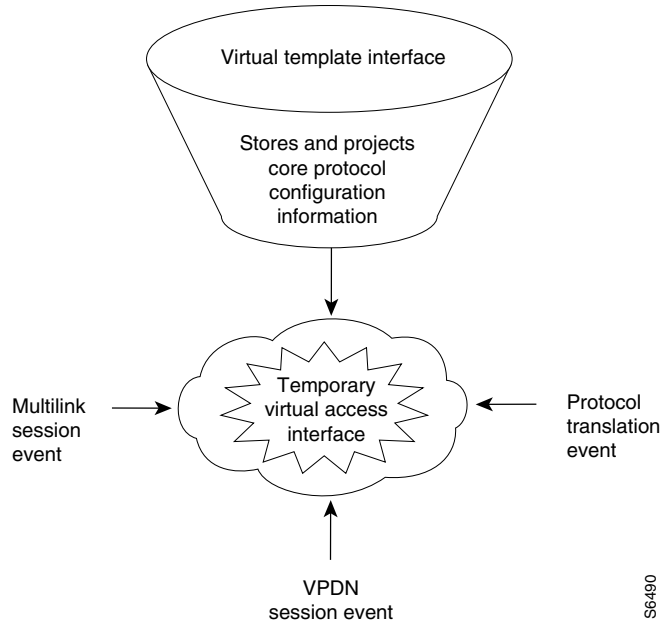 Virtual template interface
Stores and projects
core protocol
configuration
information
Temporary
virtual access
interface
Multilink
session
event
Protocol
translation
event
VPDN
session event
S6490